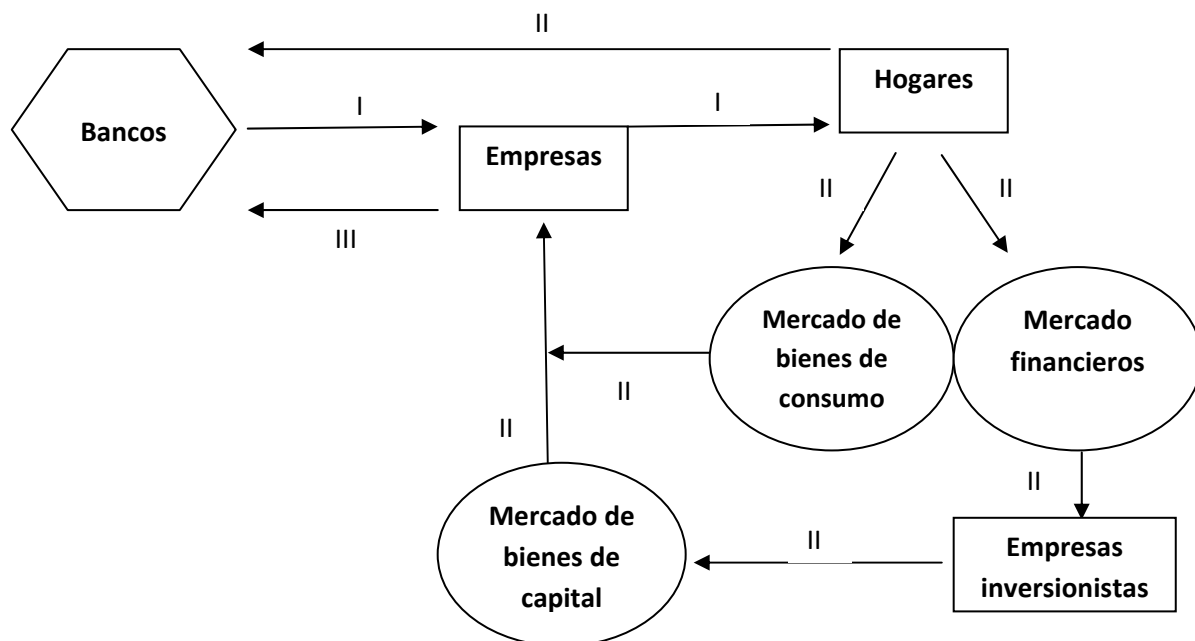 II
Hogares
Bancos
I
I
Empresas
II
II
III
Mercado de
bienes de
consumo
Mercado
financieros
II
II
II
Mercado de
bienes de
capital
II
Empresas
inversionistas